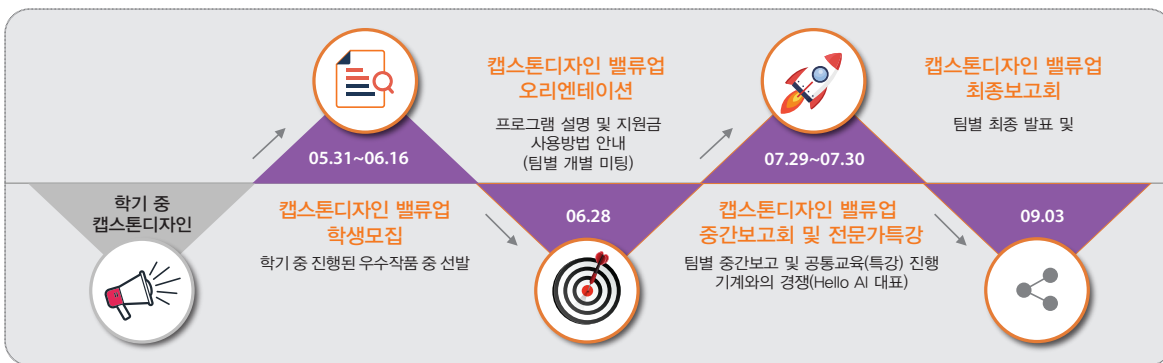 학기 중
캡스톤디자인
05.31~06.16
캡스톤디자인 밸류업
학생모집
학기 중 진행된 우수작품 중 선발
캡스톤디자인 밸류업
오리엔테이션
프로그램 설명 및 지원금
사용방법 안내
(팀별 개별 미팅)
06.28
07.29~07.30
캡스톤디자인 밸류업
중간보고회 및 전문가특강
팀별 중간보고 및 공통교육(특강) 진행
기계와의 경쟁(Hello AI 대표)
캡스톤디자인 밸류업
최종보고회
팀별 최종 발표 및
09.03